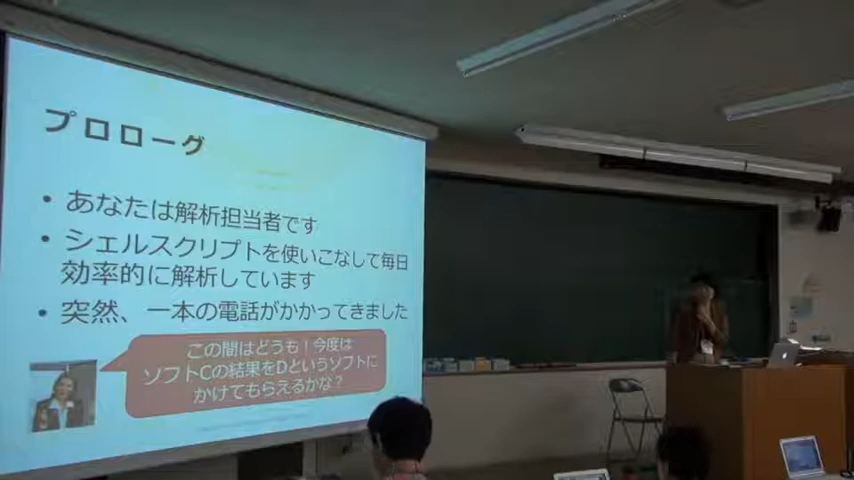 プロローグ
• あなたは解析担当者です
• シェルスクリプトを使いこなして毎日
効率的に解析しています
• 突然、一本の電話がかかってきました
この間はどうも！今度は
ソフトCの結果をDというソフトに
かけてもらえるかな？